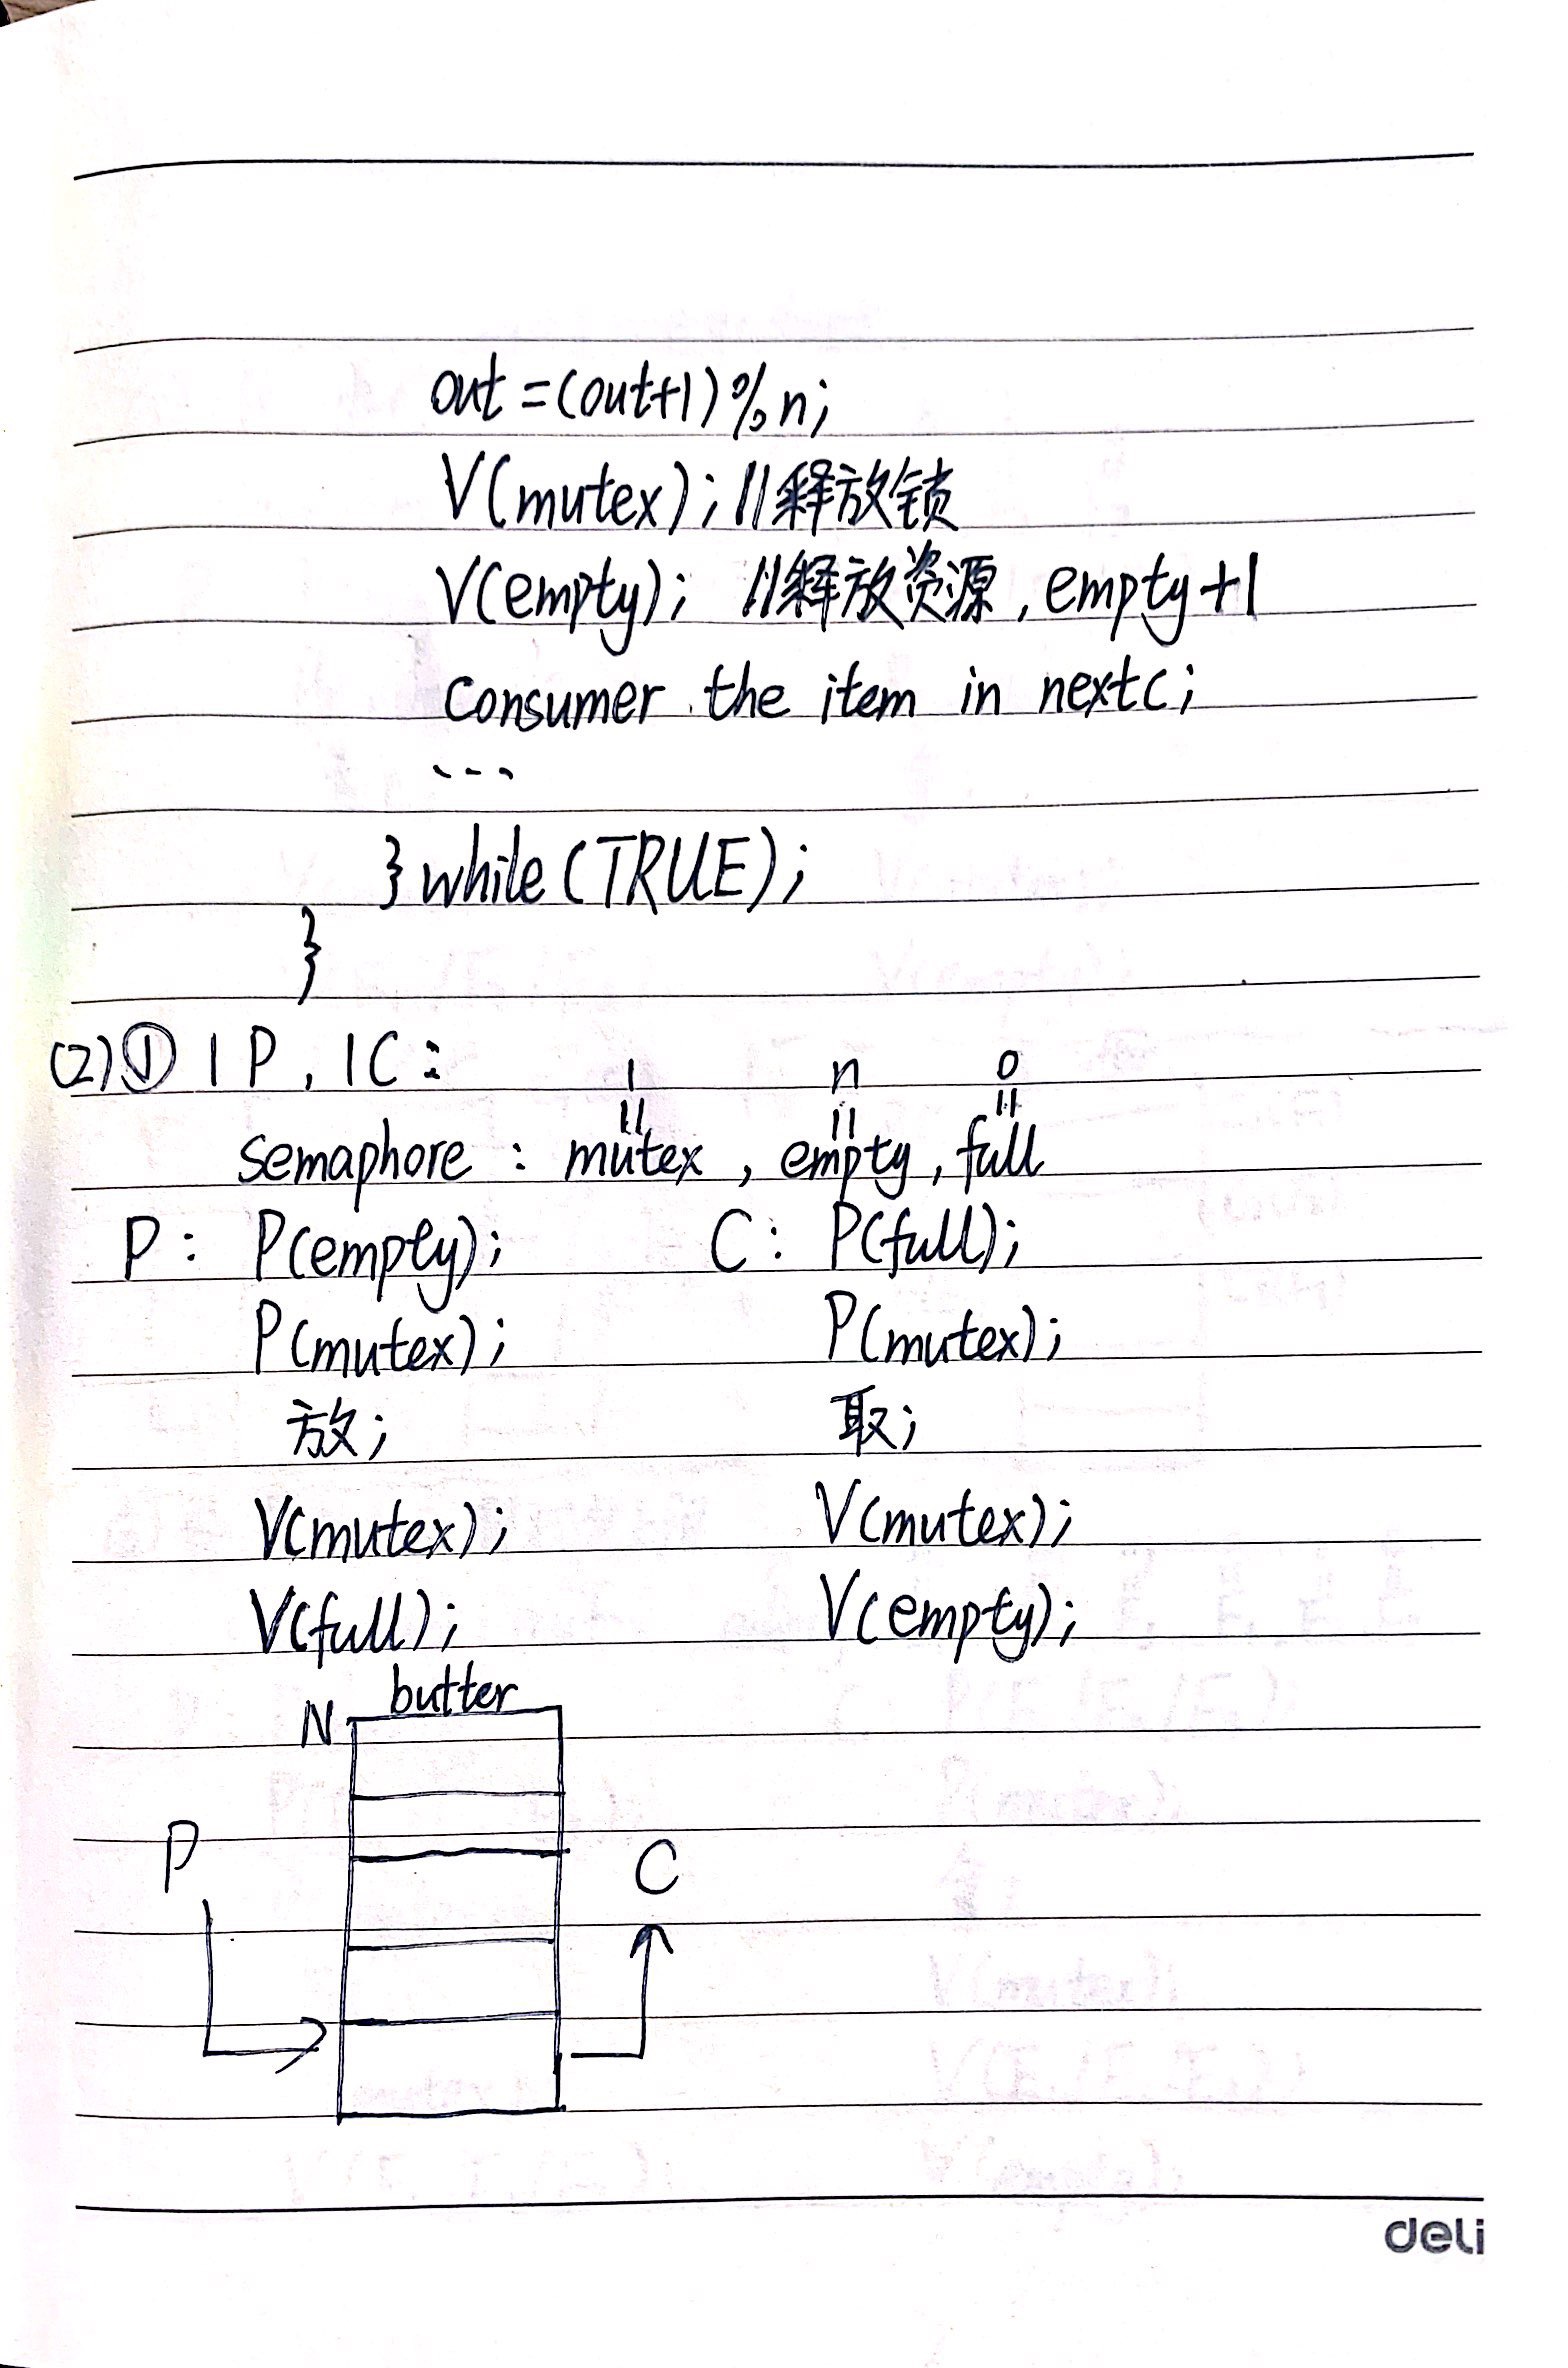 out=(out+1)%n;
V(mutex); //释放锁
V(empty); //释放资源, empty+1
consumer the item in nextc;
...
}while(TRUE);
}
(2)① 1P, 1C:
1 n 0
= = =
semaphore: mutex, empty, full
P: P(empty); C: P(full);
P(mutex); P(mutex);
放; 取;
V(mutex); V(mutex);
V(full); V(empty);
N butter
P C
deli